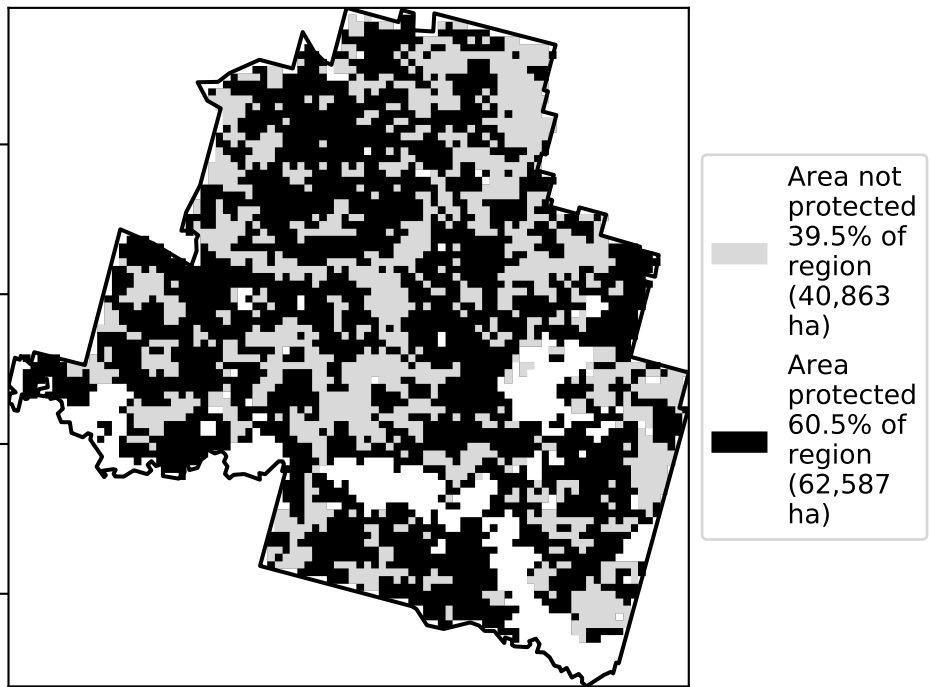 Area not
protected
39.5% of
region
(40,863
ha)
Area
protected
60.5% of
region
(62,587
ha)